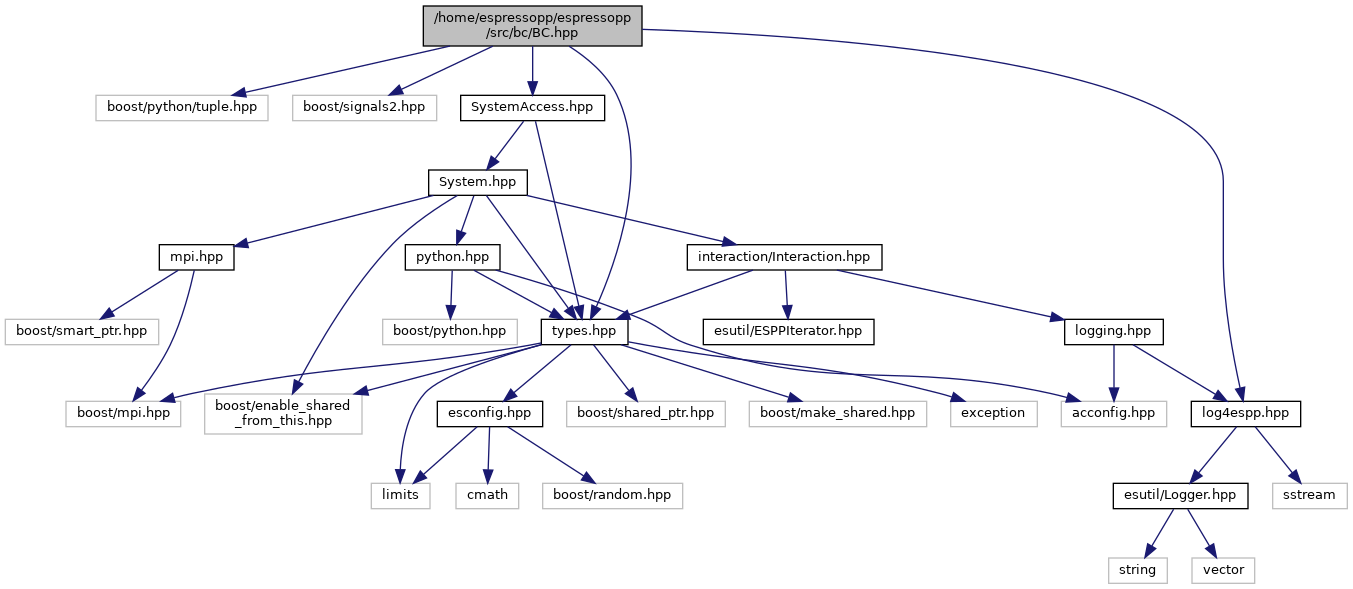 /home/espressopp/espressopp
/src/bc/BC.hpp
boost/python/tuple.hpp
boost/signals2.hpp
SystemAccess.hpp
System.hpp
mpi.hpp
python.hpp
interaction/Interaction.hpp
boost/smart_ptr.hpp
boost/python.hpp
types.hpp
esutil/ESPPIterator.hpp
logging.hpp
boost/mpi.hpp
boost/enable_shared
_from_this.hpp
esconfig.hpp
boost/shared_ptr.hpp
boost/make_shared.hpp
exception
acconfig.hpp
log4espp.hpp
limits
cmath
boost/random.hpp
esutil/Logger.hpp
sstream
string
vector